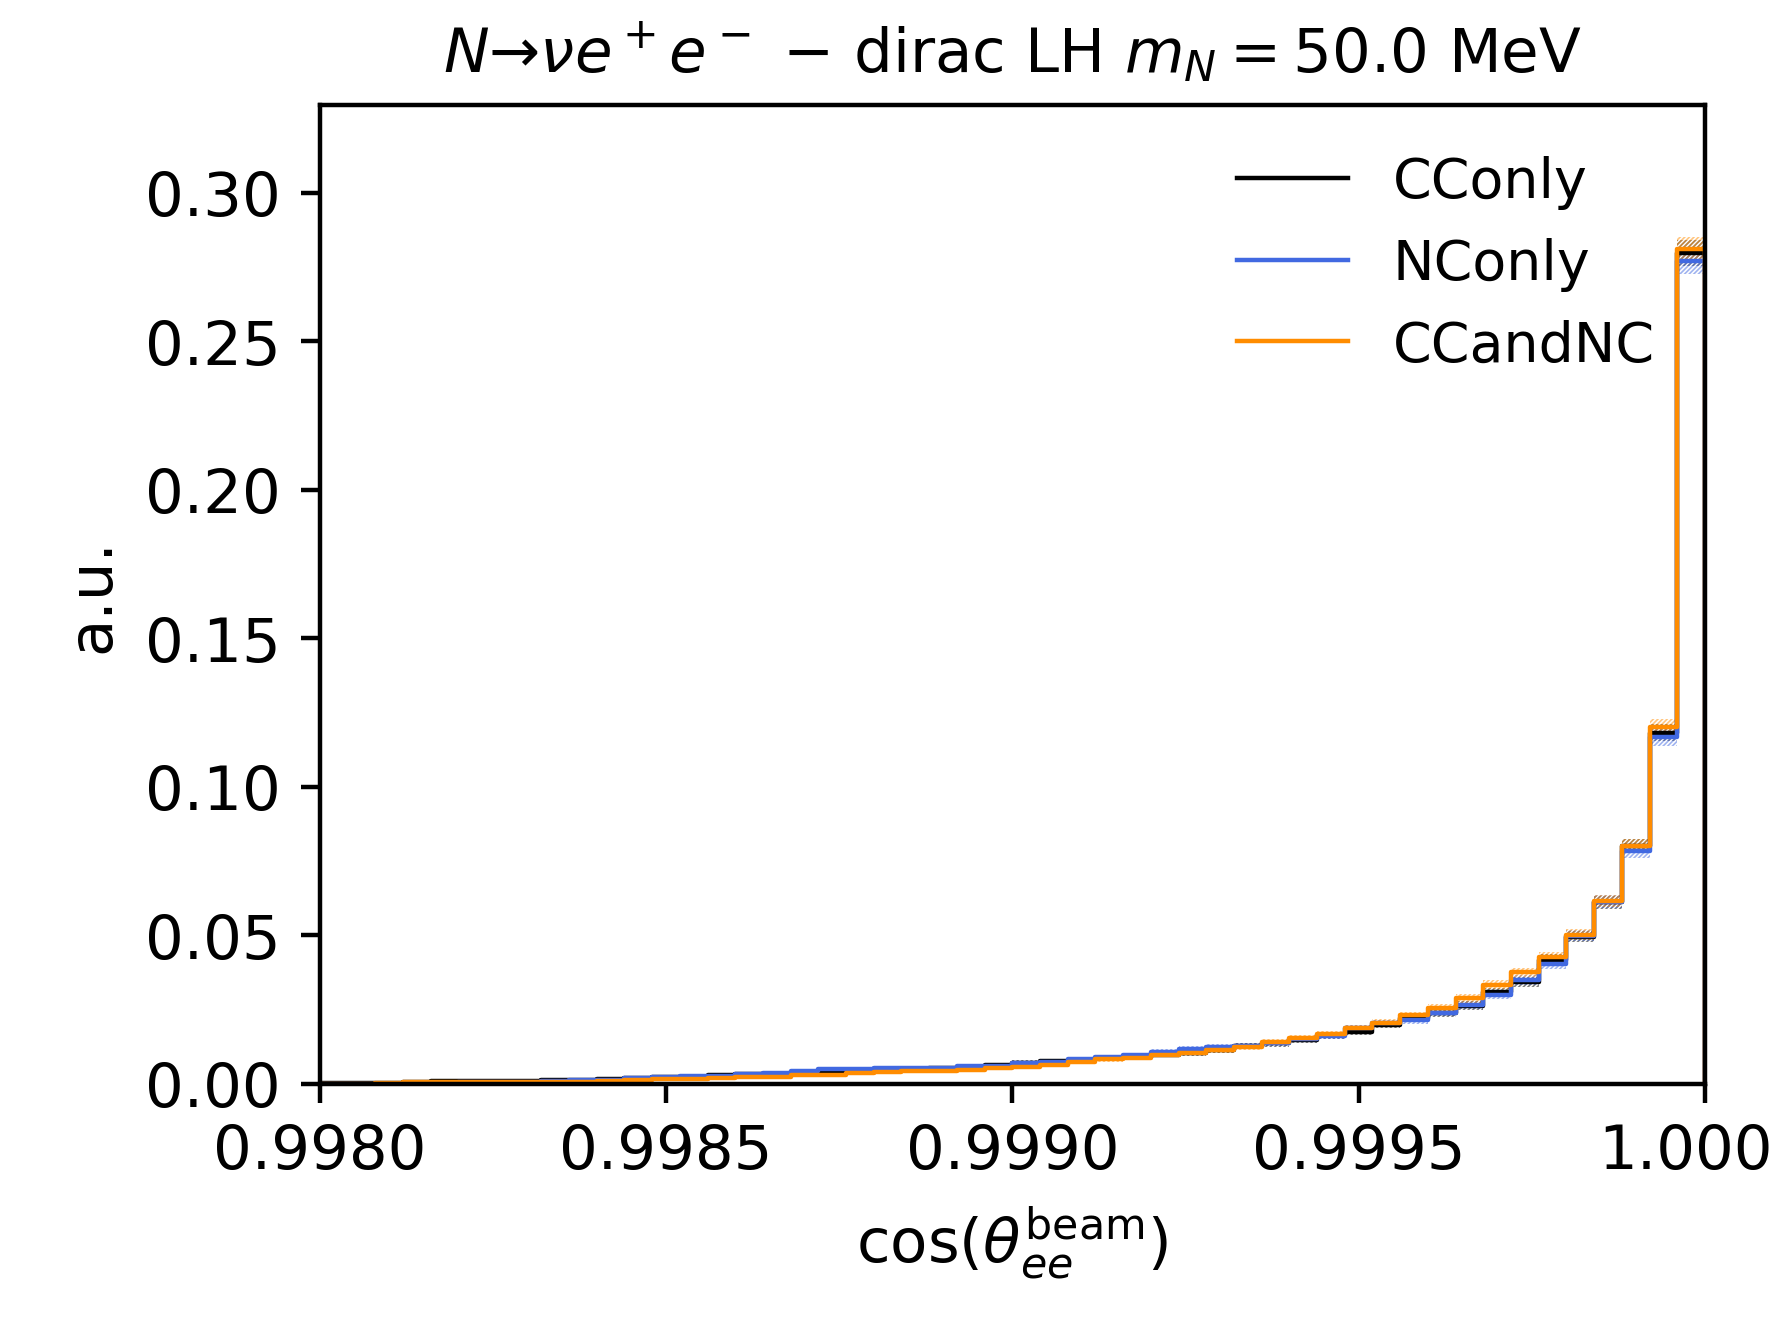 N→νe⁺e⁻ − dirac LH m_N = 50.0 MeV
CConly
NConly
CCandNC
0.30
0.25
0.20
0.15
0.10
0.05
0.00
a.u.
0.9980 0.9985 0.9990 0.9995 1.000
cos(θ_ee^beam)